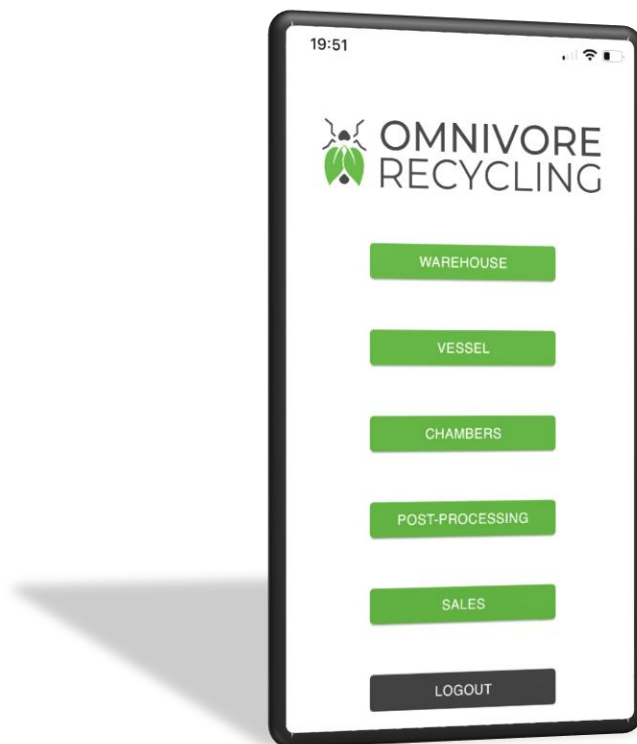 19:51
OMNIVORE
RECYCLING
WAREHOUSE
VESSEL
CHAMBERS
POST-PROCESSING
SALES
LOGOUT